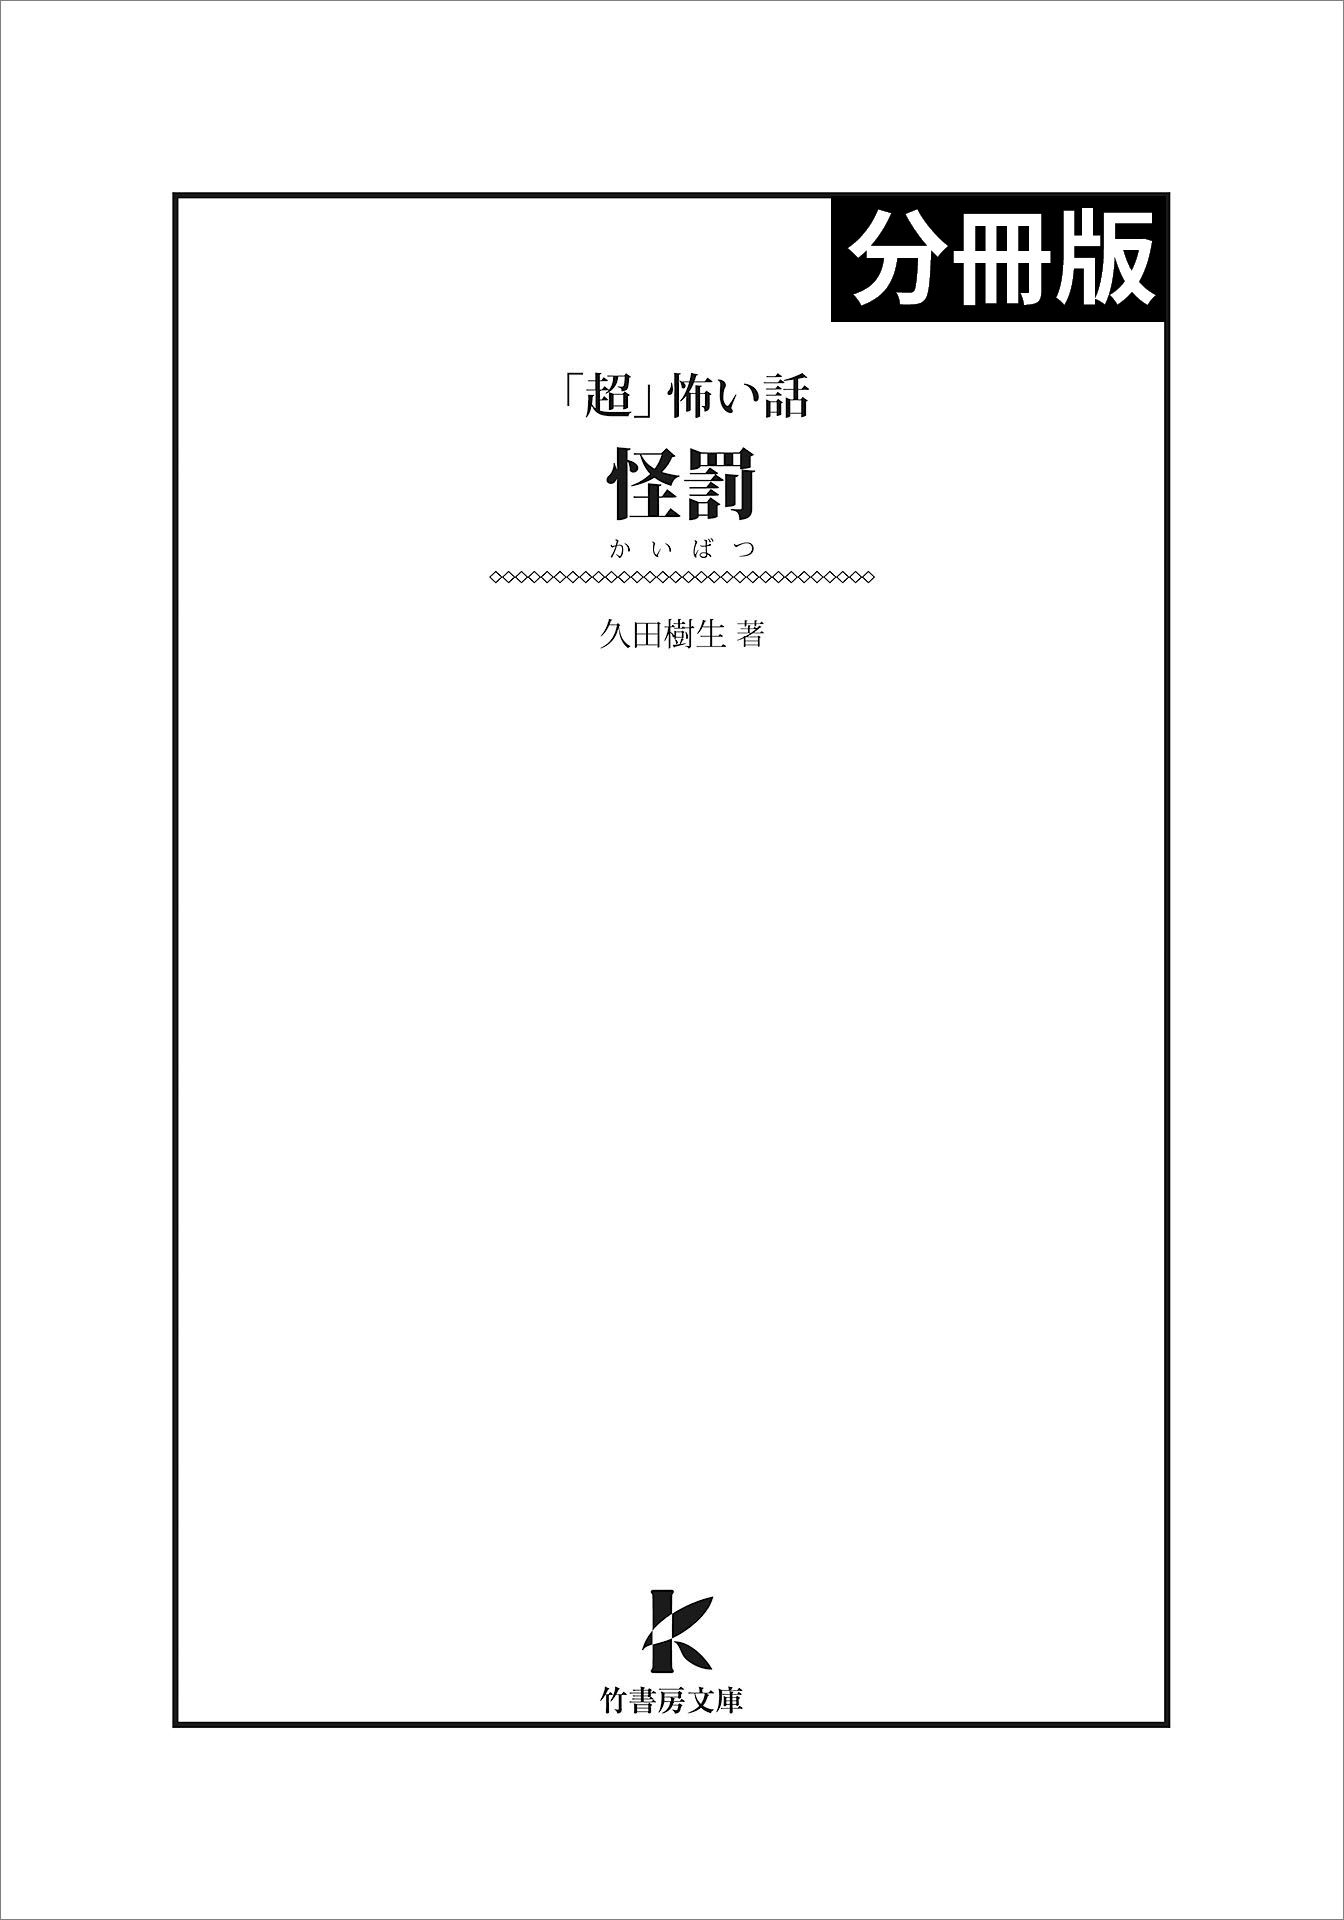 分冊版
「超」怖い話
怪罰
かいばつ
久田樹生 著
竹書房文庫